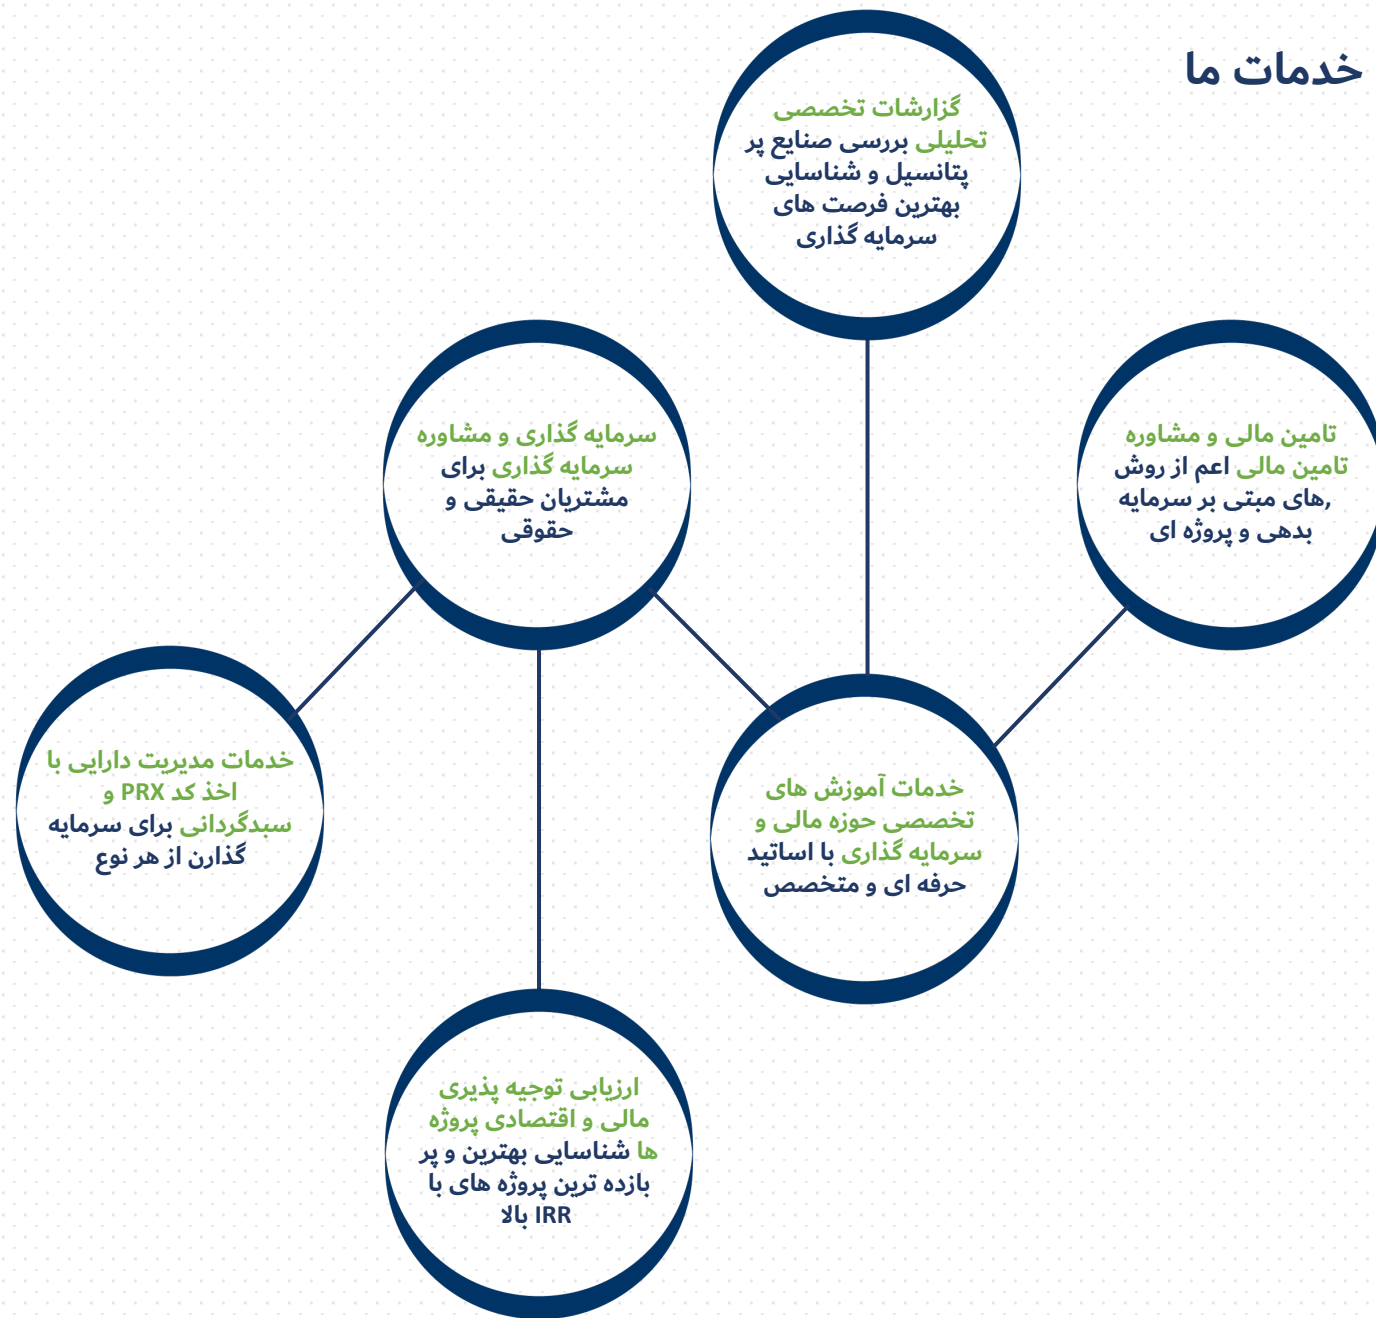 خدمات ما
گزارشات تخصصی
تحلیلی بررسی صنایع پر
پتانسیل و شناسایی
بهترین فرصت های
سرمایه گذاری
تامین مالی و مشاوره
تامین مالی اعم از روش
های مبتی بر سرمایه,
بدهی و پروژه ای
سرمایه گذاری و مشاوره
سرمایه گذاری برای
مشتریان حقیقی و
حقوقی
خدمات آموزش های
تخصصی حوزه مالی و
سرمایه گذاری با اساتید
حرفه ای و متخصص
خدمات مدیریت دارایی با
اخذ کد PRX و
سبدگردانی برای سرمایه
گذارن از هر نوع
ارزیابی توجیه پذیری
مالی و اقتصادی پروژه
ها شناسایی بهترین و پر
بازده ترین پروژه های با
IRR بالا